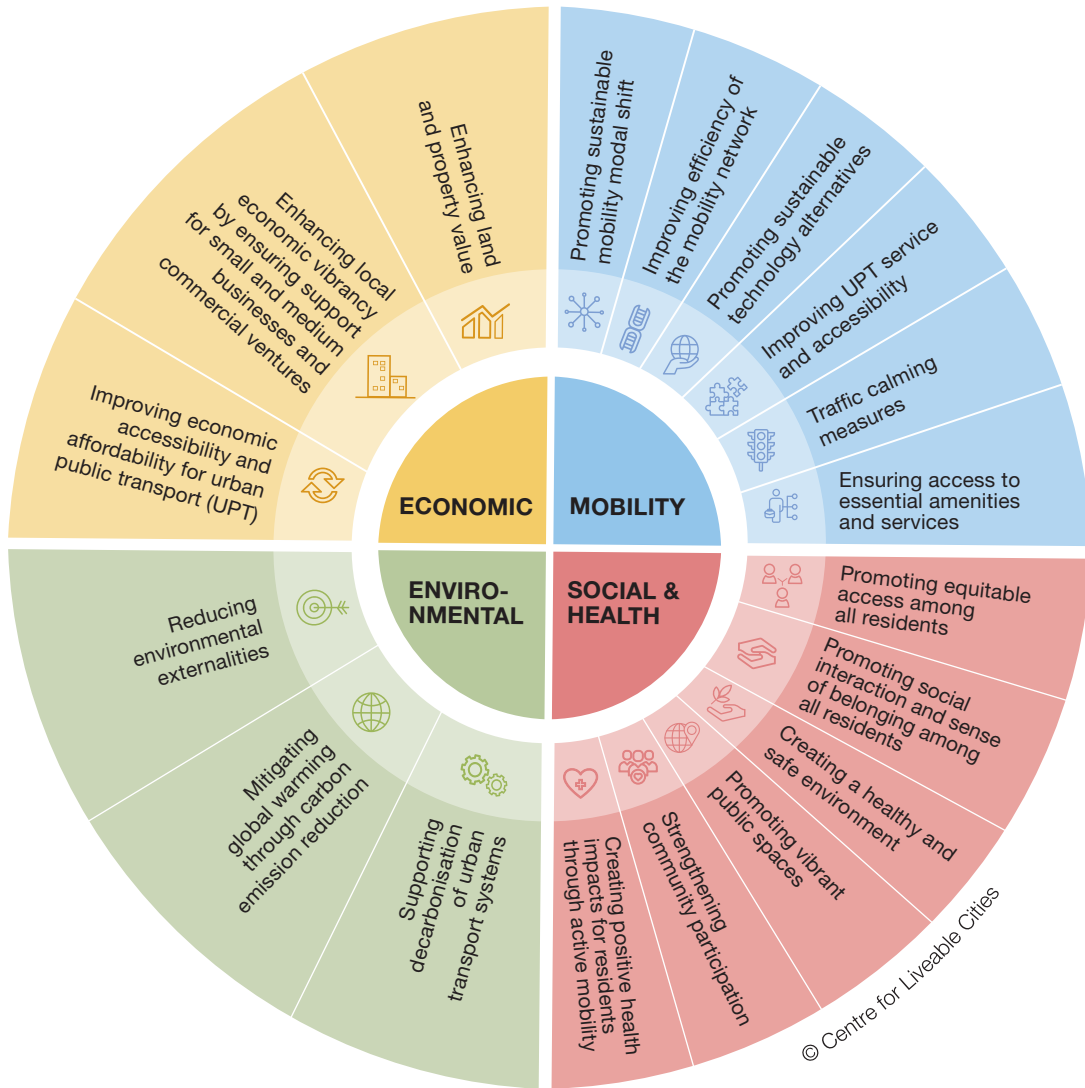 ECONOMIC
Improving economic
accessibility and
affordability for urban
public transport (UPT)
Enhancing local
economic vibrancy
by ensuring support
for small and medium
businesses and
commercial ventures
Enhancing land
and property value
MOBILITY
Promoting sustainable
mobility modal shift
Improving efficiency of
the mobility network
Promoting sustainable
technology alternatives
Improving UPT service
and accessibility
Traffic calming
measures
Ensuring access to
essential amenities
and services
SOCIAL &
HEALTH
Promoting equitable
access among
all residents
Promoting social
interaction and sense
of belonging among
all residents
Creating a healthy and
safe environment
Promoting vibrant
public spaces
Strengthening
community participation
Creating positive health
impacts for residents
through active mobility
ENVIRO-
NMENTAL
Supporting
decarbonisation
of urban
transport systems
Mitigating
global warming
through carbon
emission reduction
Reducing
environmental
externalities
© Centre for Liveable Cities